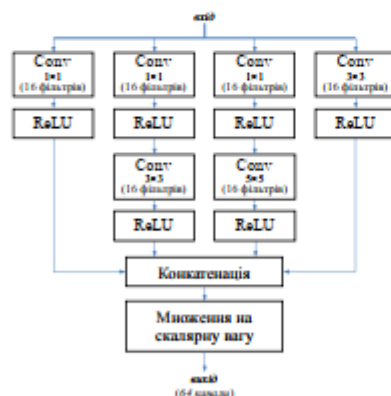 вхід
Conv Conv Conv Conv
1×1 1×1 1×1 3×3
(16 фільтрів) (16 фільтрів) (16 фільтрів) (16 фільтрів)
ReLU ReLU ReLU ReLU
Conv Conv
3×3 5×5
(16 фільтрів) (16 фільтрів)
ReLU ReLU
Конкатенація
Множення на
скалярну вагу
вихід
(64 канали)